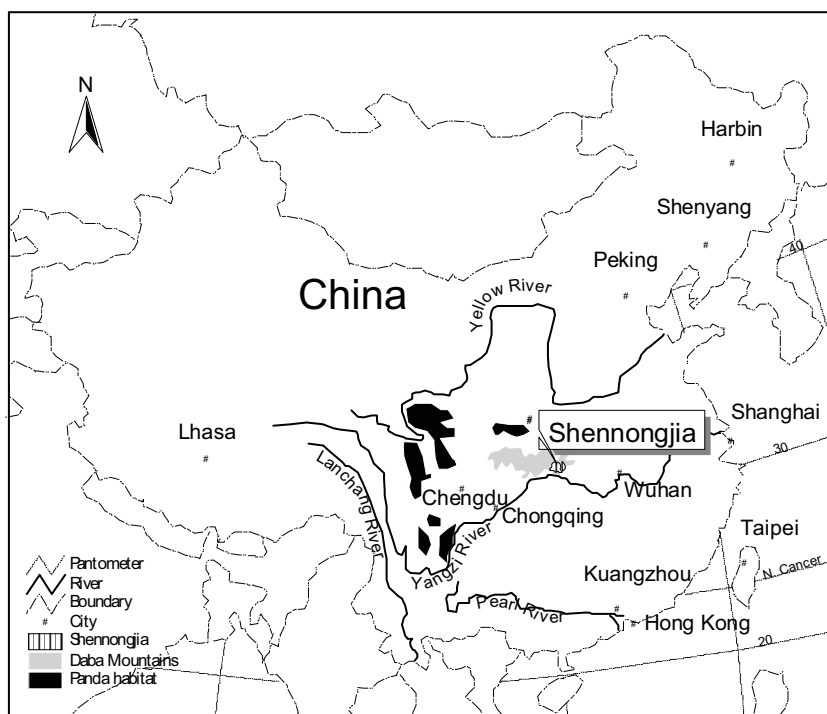 N
Harbin
#
Shenyang
#
40
Peking
#
China
Yellow River
#
Shennongjia
Shanghai
#
30
Lhasa
#
Lanchang River
Chengdu
#
Chongqing
#
Wuhan
#
Yangzi River
Taipei
#
N. Cancer
Kuangzhou
#
Pearl River
Hong Kong
#
20
Pantometer
River
Boundary
# City
Shennongjia
Daba Mountains
Panda habitat